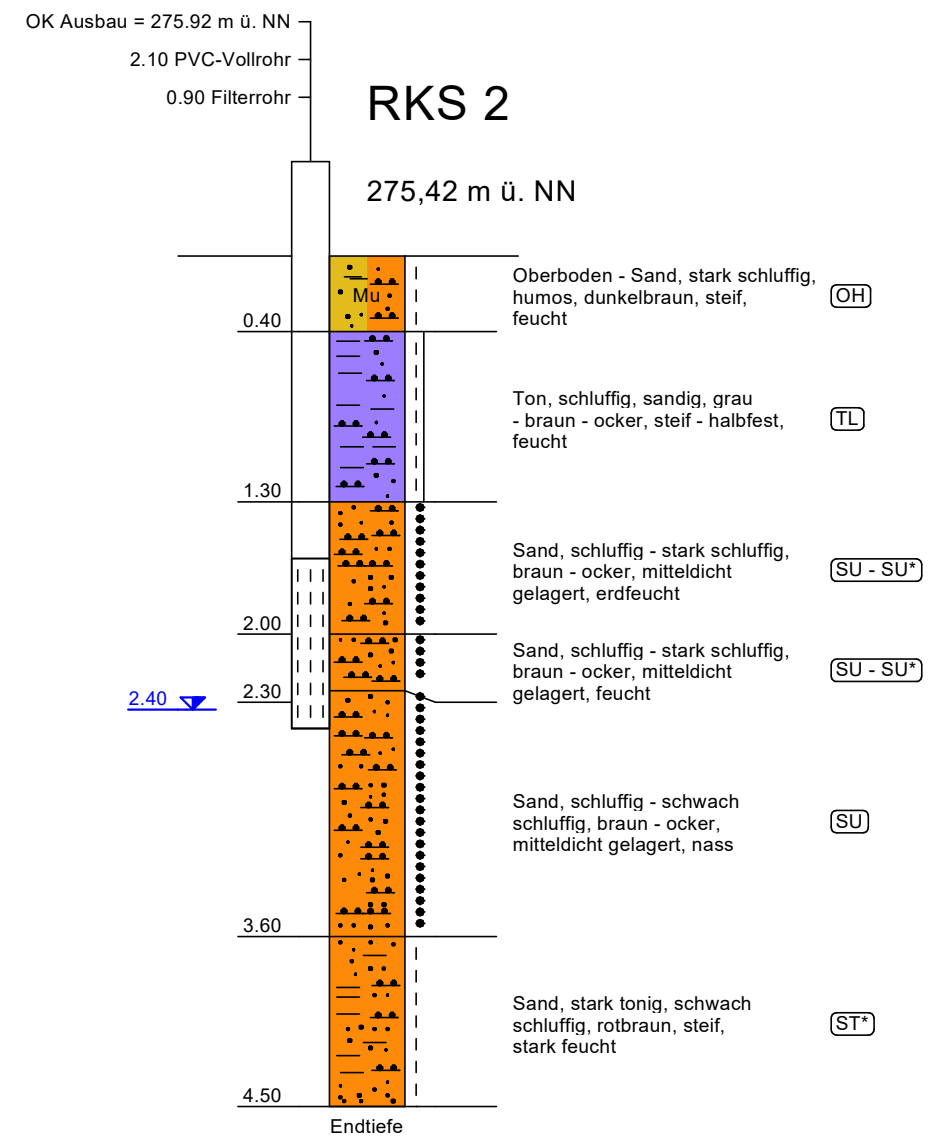 OK Ausbau = 275.92 m ü. NN
2.10 PVC-Vollrohr
0.90 Filterrohr
RKS 2
275,42 m ü. NN
Mu
Oberboden - Sand, stark schluffig,
humos, dunkelbraun, steif,
feucht
OH
0.40
Ton, schluffig, sandig, grau
- braun - ocker, steif - halbfest,
feucht
TL
1.30
Sand, schluffig - stark schluffig,
braun - ocker, mitteldicht
gelagert, erdfeucht
SU - SU*
2.00
Sand, schluffig - stark schluffig,
braun - ocker, mitteldicht
gelagert, feucht
SU - SU*
2.30
2.40
Sand, schluffig - schwach
schluffig, braun - ocker,
mitteldicht gelagert, nass
SU
3.60
Sand, stark tonig, schwach
schluffig, rotbraun, steif,
stark feucht
ST*
4.50
Endtiefe